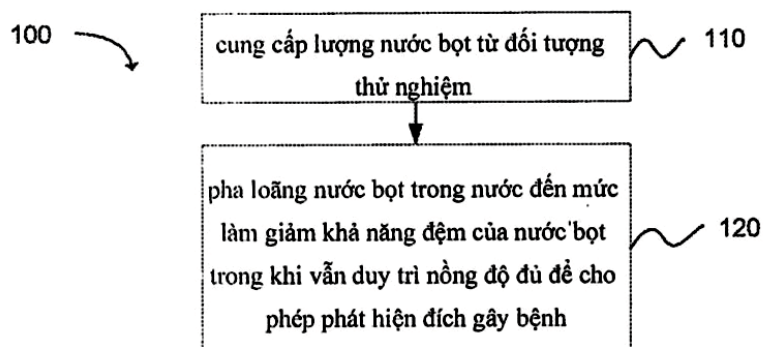 100
cung cấp lượng nước bọt từ đối tượng
thử nghiệm
110
pha loãng nước bọt trong nước đến mức
làm giảm khả năng đệm của nước bọt
trong khi vẫn duy trì nồng độ đủ để cho
phép phát hiện đích gây bệnh
120